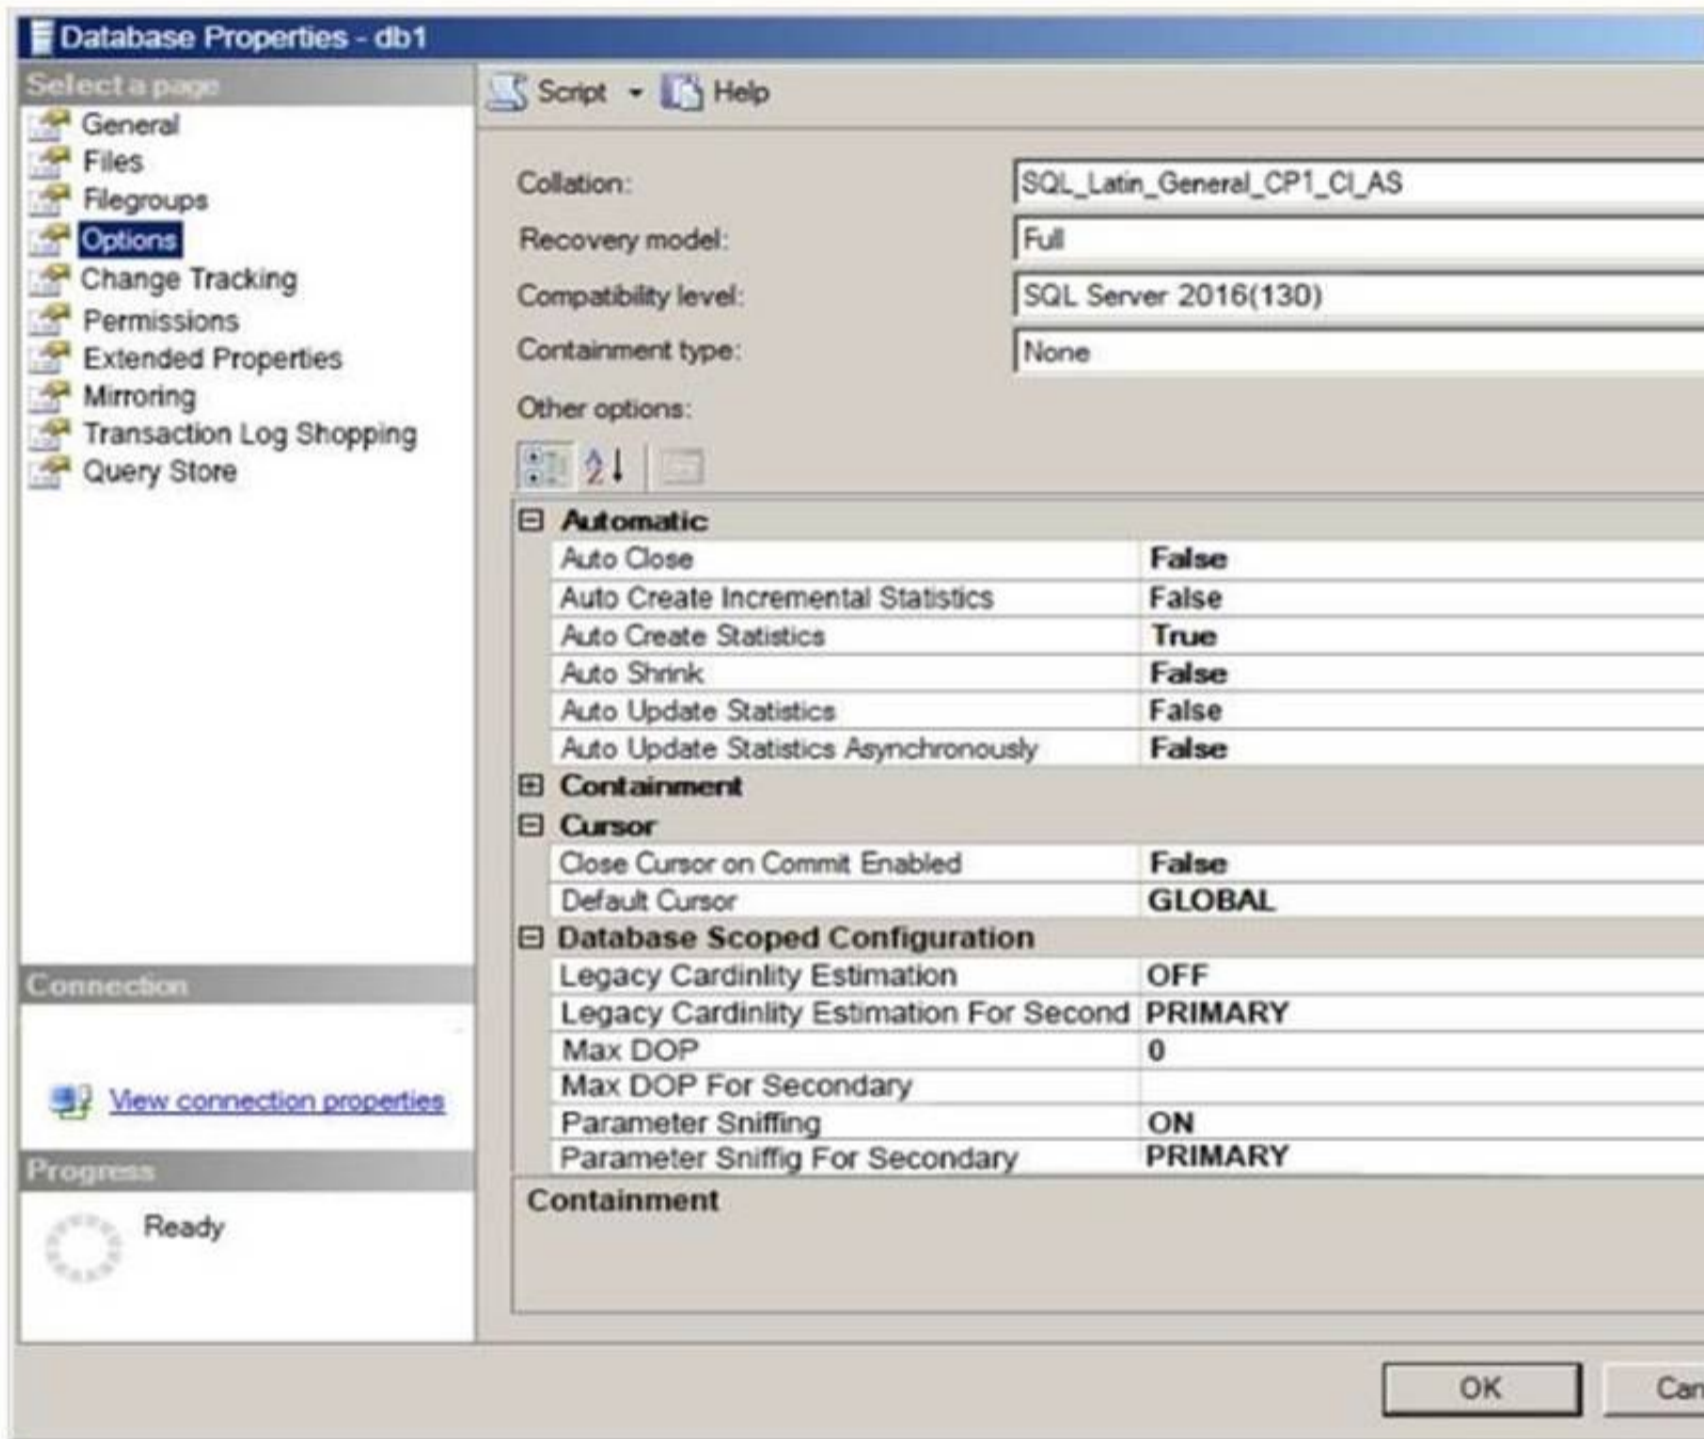 Database Properties - db1
Select a page
General
Files
Filegroups
Options
Change Tracking
Permissions
Extended Properties
Mirroring
Transaction Log Shopping
Query Store
Connection
View connection properties
Progress
Ready
Script
Help
Collation: SQL_Latin_General_CP1_CI_AS
Recovery model: Full
Compatibility level: SQL Server 2016(130)
Containment type: None
Other options:
Automatic
Auto Close False
Auto Create Incremental Statistics False
Auto Create Statistics True
Auto Shrink False
Auto Update Statistics False
Auto Update Statistics Asynchronously False
Containment
Cursor
Close Cursor on Commit Enabled False
Default Cursor GLOBAL
Database Scoped Configuration
Legacy Cardinlity Estimation OFF
Legacy Cardinlity Estimation For Second PRIMARY
Max DOP 0
Max DOP For Secondary
Parameter Sniffing ON
Parameter Sniffig For Secondary PRIMARY
Containment
OK
Can